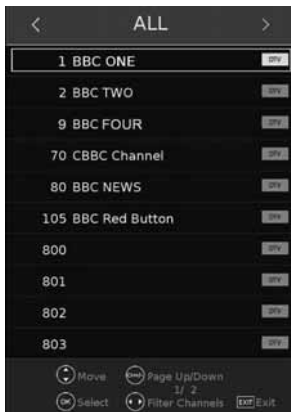 < ALL >
1 BBC ONE DTV
2 BBC TWO DTV
9 BBC FOUR DTV
70 CBBC Channel DTV
80 BBC NEWS DTV
105 BBC Red Button DTV
800 DTV
801 DTV
802 DTV
803 DTV
Move Page Up/Down
1/ 2
OK Select Filter Channels EXIT Exit